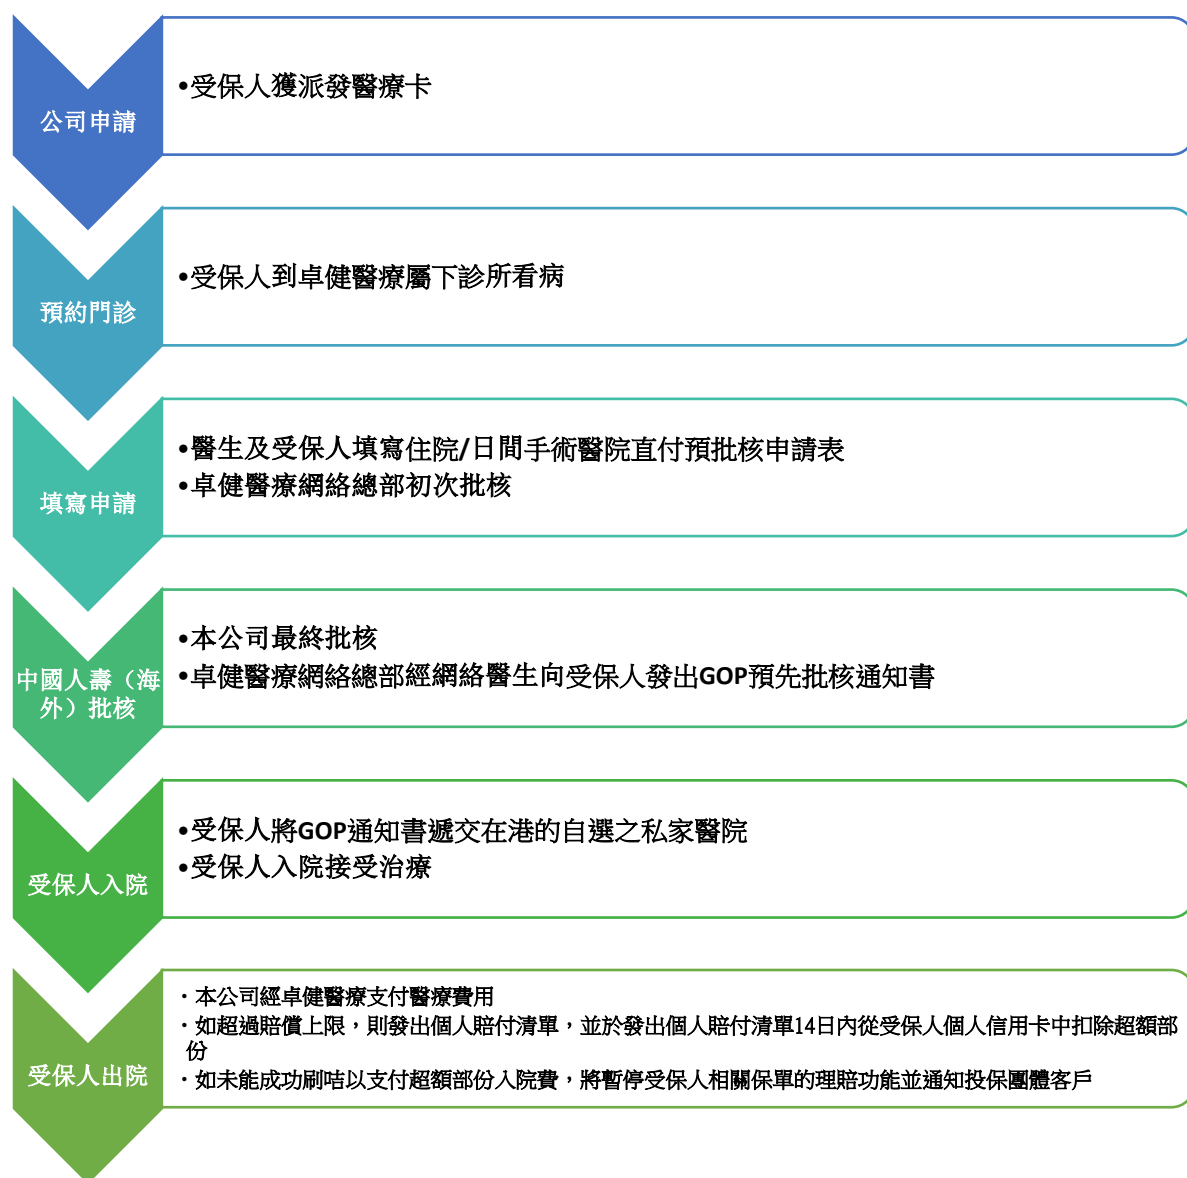 公司申請
•受保人獲派發醫療卡
預約門診
•受保人到卓健醫療屬下診所看病
填寫申請
•醫生及受保人填寫住院/日間手術醫院直付預批核申請表
•卓健醫療網絡總部初次批核
中國人壽（海
外）批核
•本公司最終批核
•卓健醫療網絡總部經網絡醫生向受保人發出GOP預先批核通知書
受保人入院
•受保人將GOP通知書遞交在港的自選之私家醫院
•受保人入院接受治療
受保人出院
・本公司經卓健醫療支付醫療費用
・如超過賠償上限，則發出個人賠付清單，並於發出個人賠付清單14日內從受保人個人信用卡中扣除超額部
份
・如未能成功刷咭以支付超額部份入院費，將暫停受保人相關保單的理賠功能並通知投保團體客戶